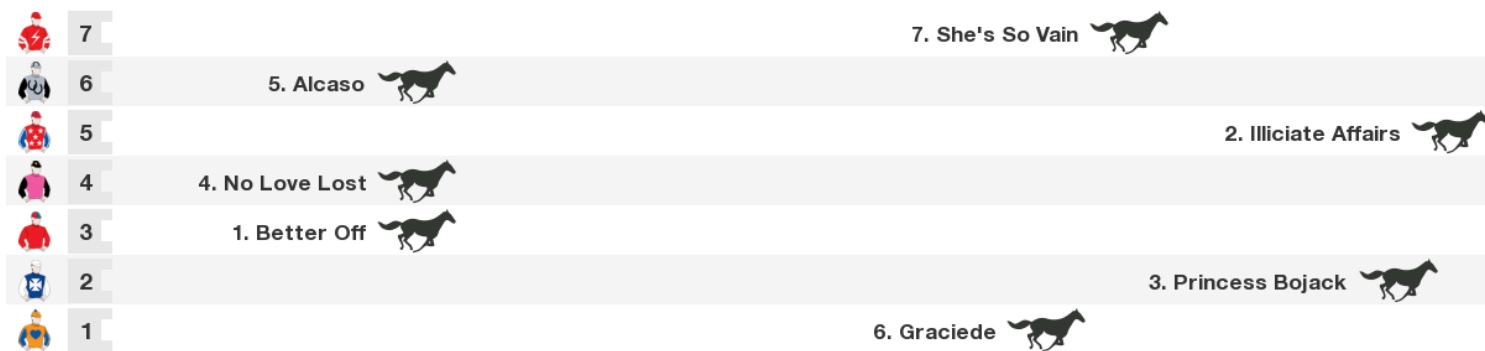 7 7. She's So Vain
6 5. Alcaso
5 2. Illiciate Affairs
4 4. No Love Lost
3 1. Better Off
2 3. Princess Bojack
1 6. Graciede